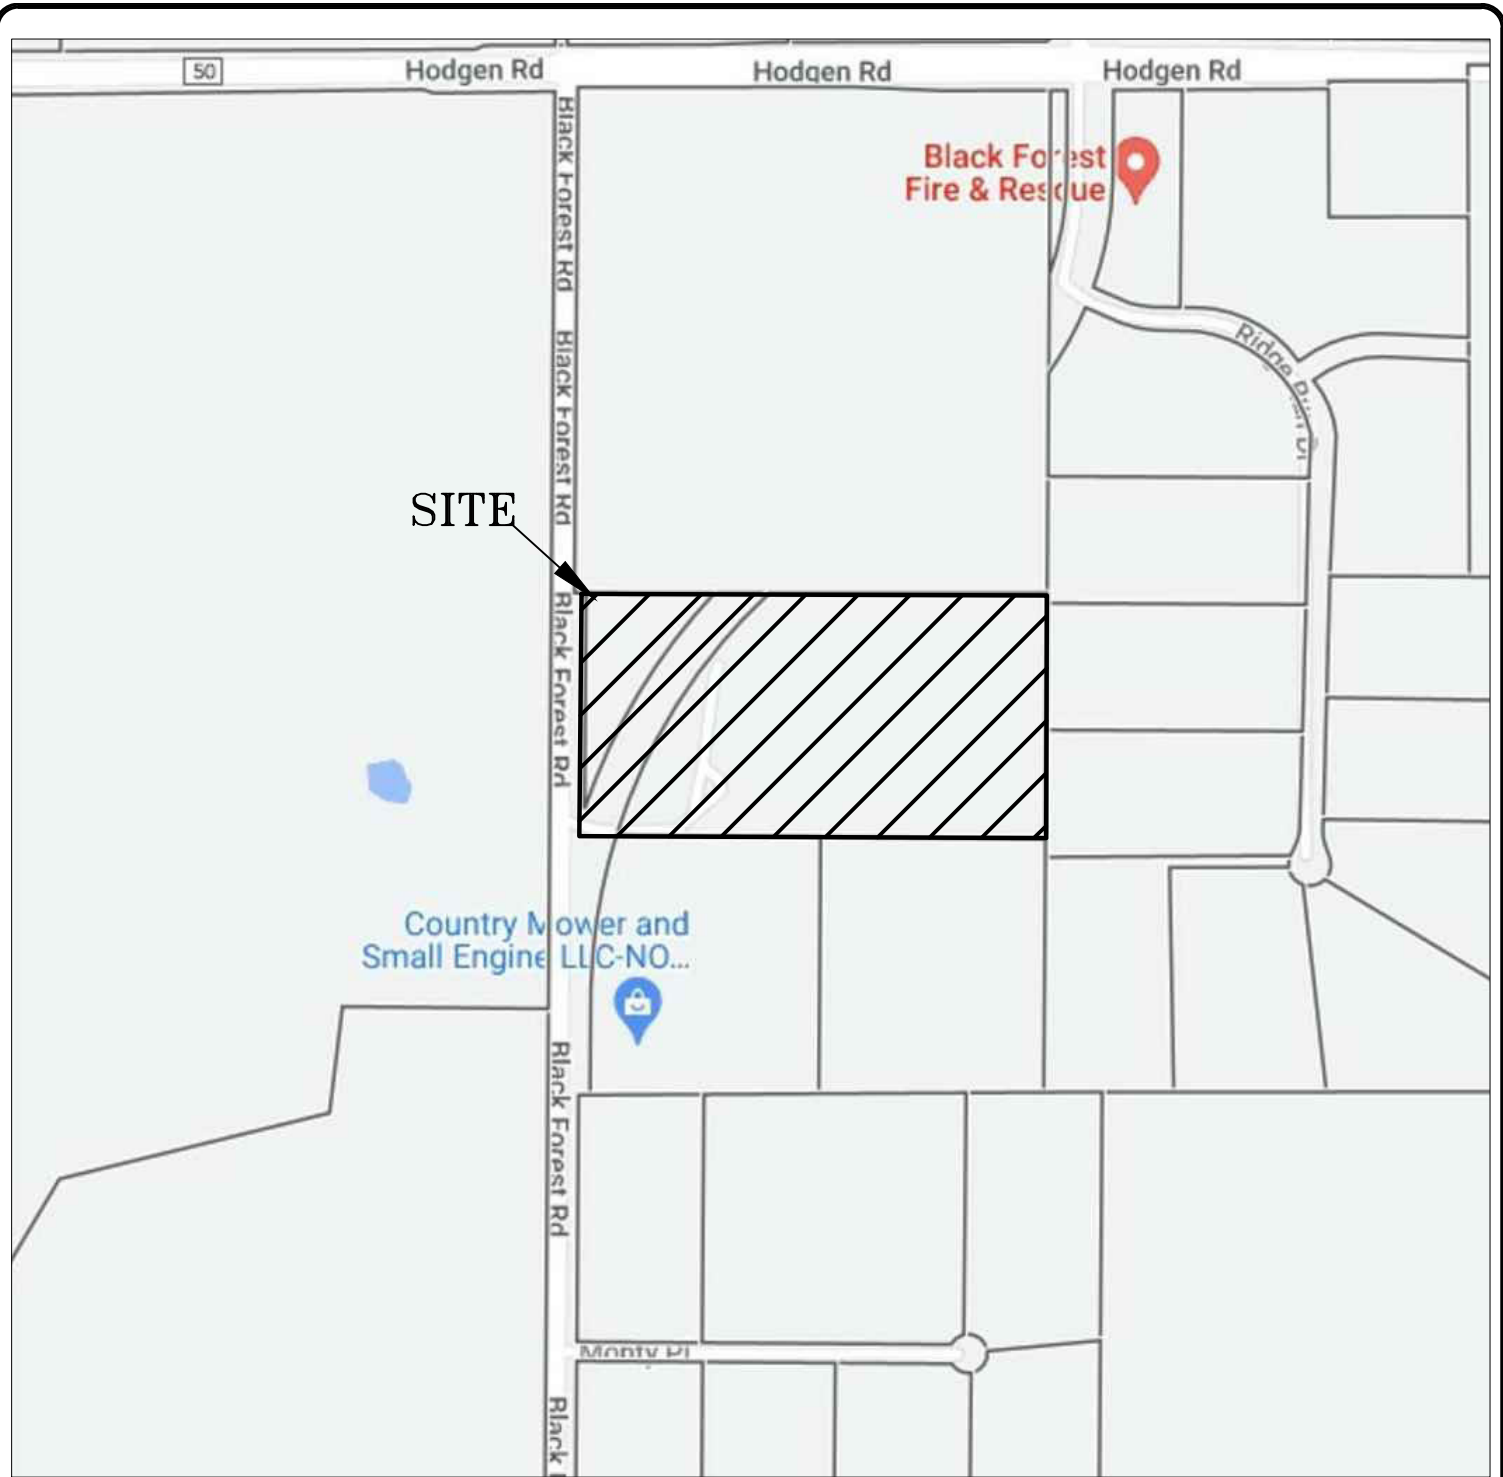 50
Hodgen Rd
Hodgen Rd
Hodgen Rd
Black Forest Rd
Black Forest
Fire & Rescue
Black Forest Rd
SITE
Black Forest Rd
Country Mower and
Small Engine LLC-NO...
Black Forest Rd
Monty Pl
Black